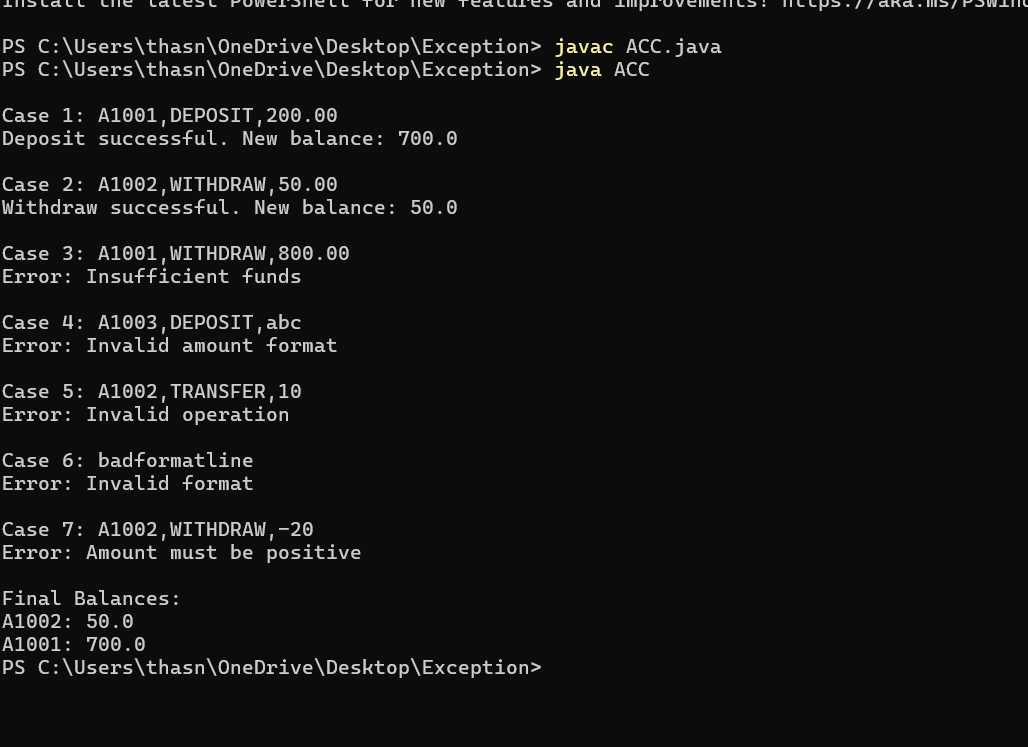 Install the latest PowerShell for new features and improvements! https://aka.ms/PSWind
PS C:\Users\thasn\OneDrive\Desktop\Exception> javac ACC.java
PS C:\Users\thasn\OneDrive\Desktop\Exception> java ACC
Case 1: A1001,DEPOSIT,200.00
Deposit successful. New balance: 700.0
Case 2: A1002,WITHDRAW,50.00
Withdraw successful. New balance: 50.0
Case 3: A1001,WITHDRAW,800.00
Error: Insufficient funds
Case 4: A1003,DEPOSIT,abc
Error: Invalid amount format
Case 5: A1002,TRANSFER,10
Error: Invalid operation
Case 6: badformatline
Error: Invalid format
Case 7: A1002,WITHDRAW,-20
Error: Amount must be positive
Final Balances:
A1002: 50.0
A1001: 700.0
PS C:\Users\thasn\OneDrive\Desktop\Exception>